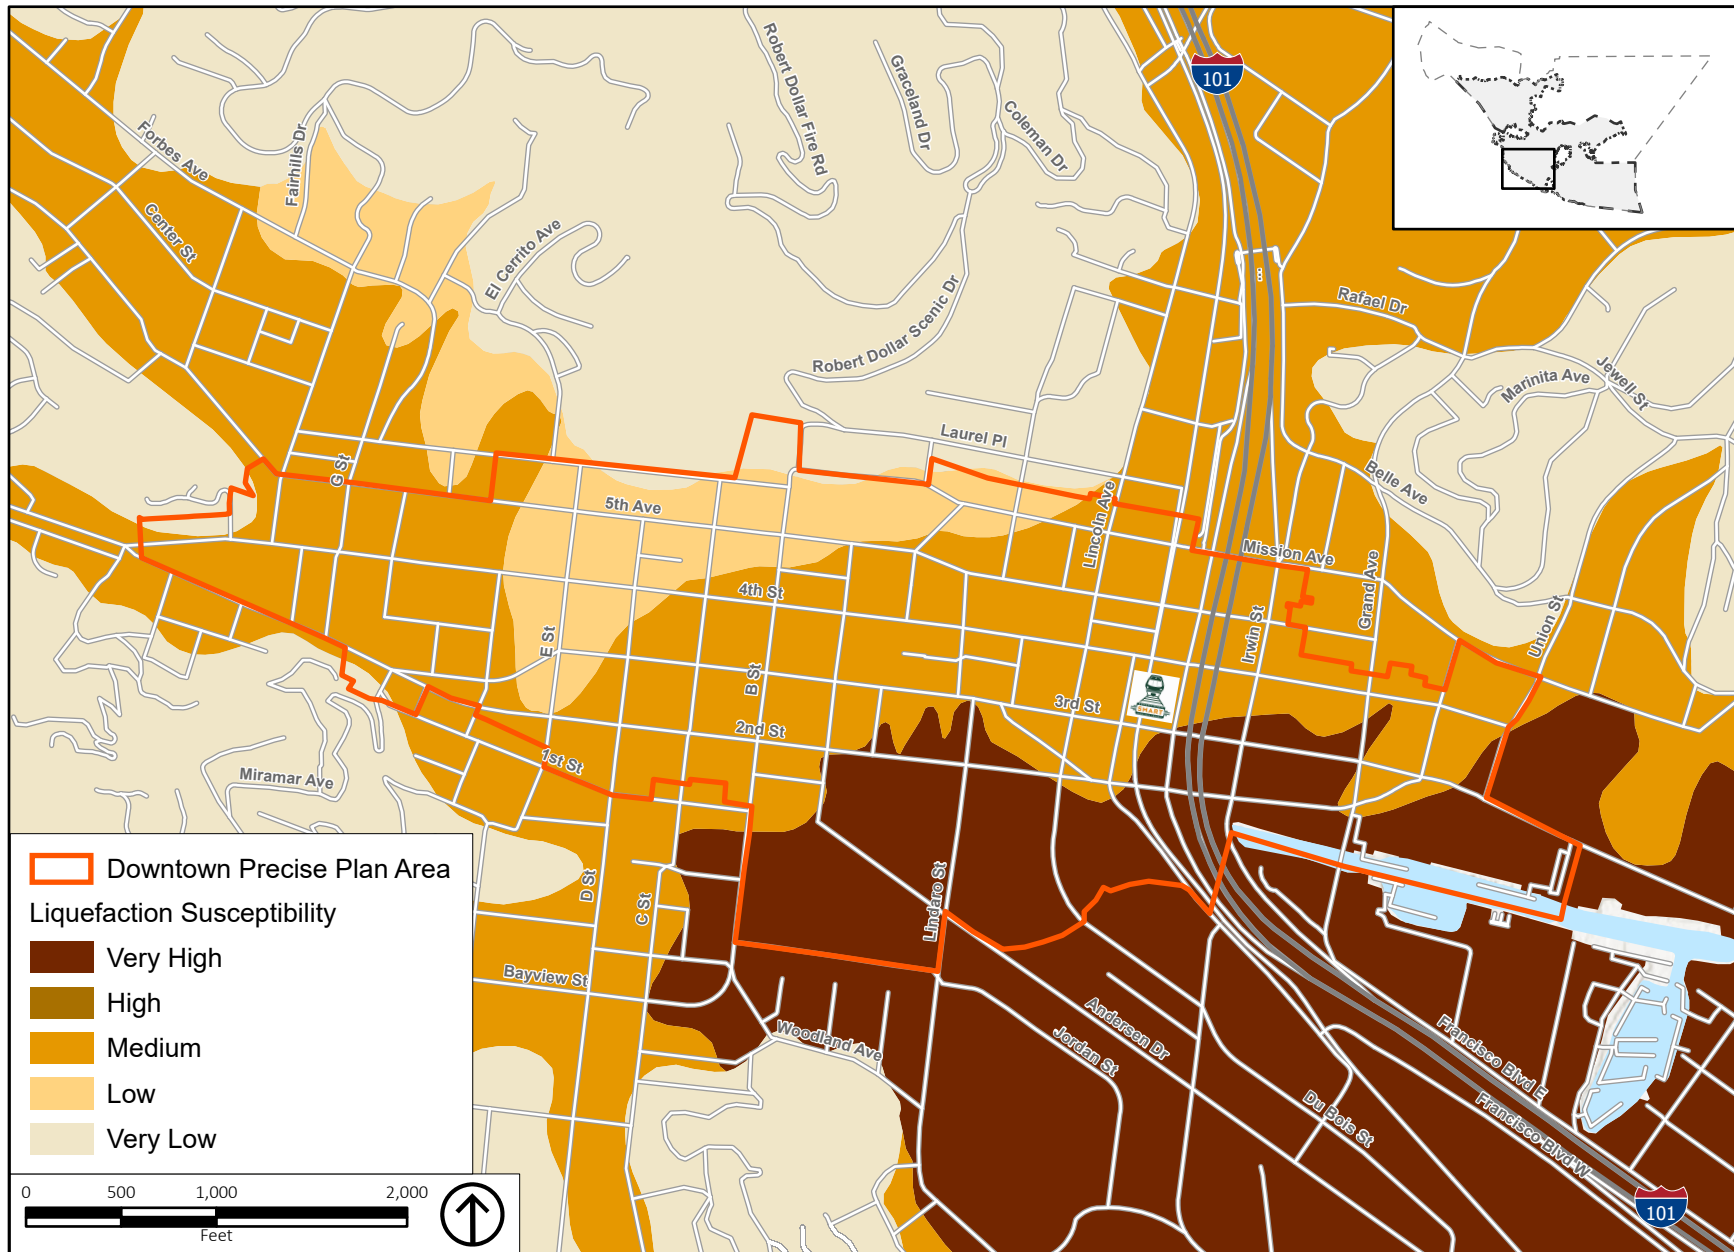 101
Robert Dollar Fire Rd
Graceland Dr
Coleman Dr
Forbes Ave
Fairhills Dr
Center St
El Cerrito Ave
Robert Dollar Scenic Dr
Rafael Dr
...
Jewell St
Marinita Ave
Laurel Pl
Belle Ave
G St
5th Ave
Lincoln Ave
Mission Ave
Grand Ave
4th St
Union St
Irwin St
E St
B St
3rd St
SMART
2nd St
1st St
Miramar Ave
D St
C St
Lindaro St
Bayview St
Woodland Ave
Andersen Dr
Jordan St
Du Bois St
Francisco Blvd E
Francisco Blvd W
101
Downtown Precise Plan Area
Liquefaction Susceptibility
Very High
High
Medium
Low
Very Low
0 500 1,000 2,000
Feet